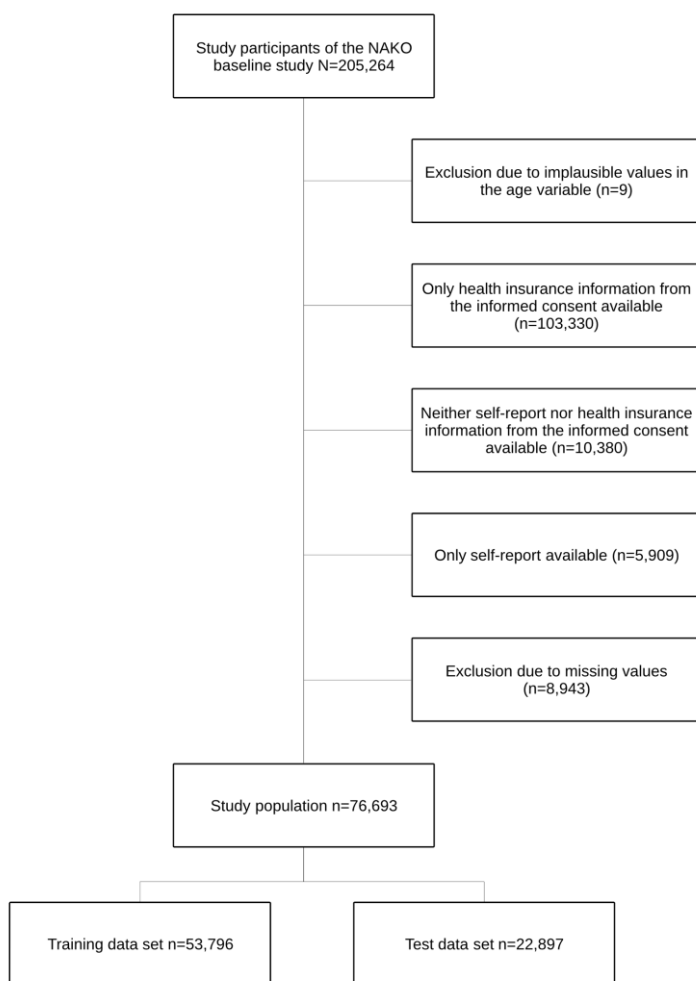 Study participants of the NAKO
baseline study N=205,264
Exclusion due to implausible values in
the age variable (n=9)
Only health insurance information from
the informed consent available
(n=103,330)
Neither self-report nor health insurance
information from the informed consent
available (n=10,380)
Only self-report available (n=5,909)
Exclusion due to missing values
(n=8,943)
Study population n=76,693
Training data set n=53,796
Test data set n=22,897